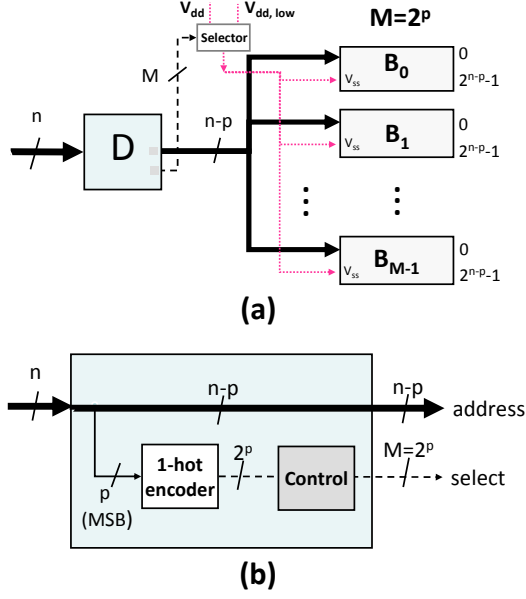 V_dd V_dd, low M=2^p
Selector
M
B_0 0
V_ss 2^{n-p}-1
n
D n-p
B_1 0
V_ss 2^{n-p}-1
⋮ ⋮
B_{M-1} 0
V_ss 2^{n-p}-1
(a)
n n-p n-p
address
1-hot
encoder
2^p
Control
M=2^p
select
p
(MSB)
(b)